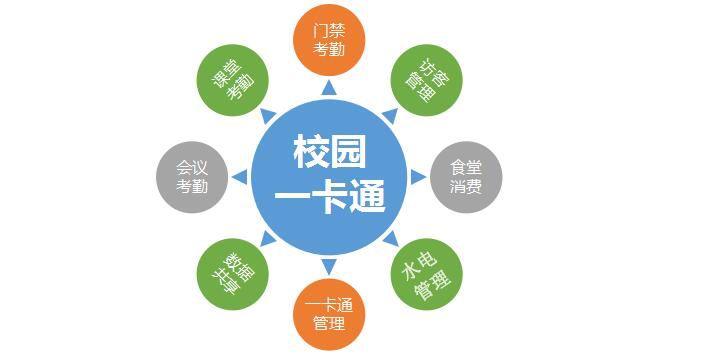 门禁
考勤
课堂
考勤
访客
管理
校园
一卡通
会议
考勤
食堂
消费
数据
共享
水电
管理
一卡通
管理